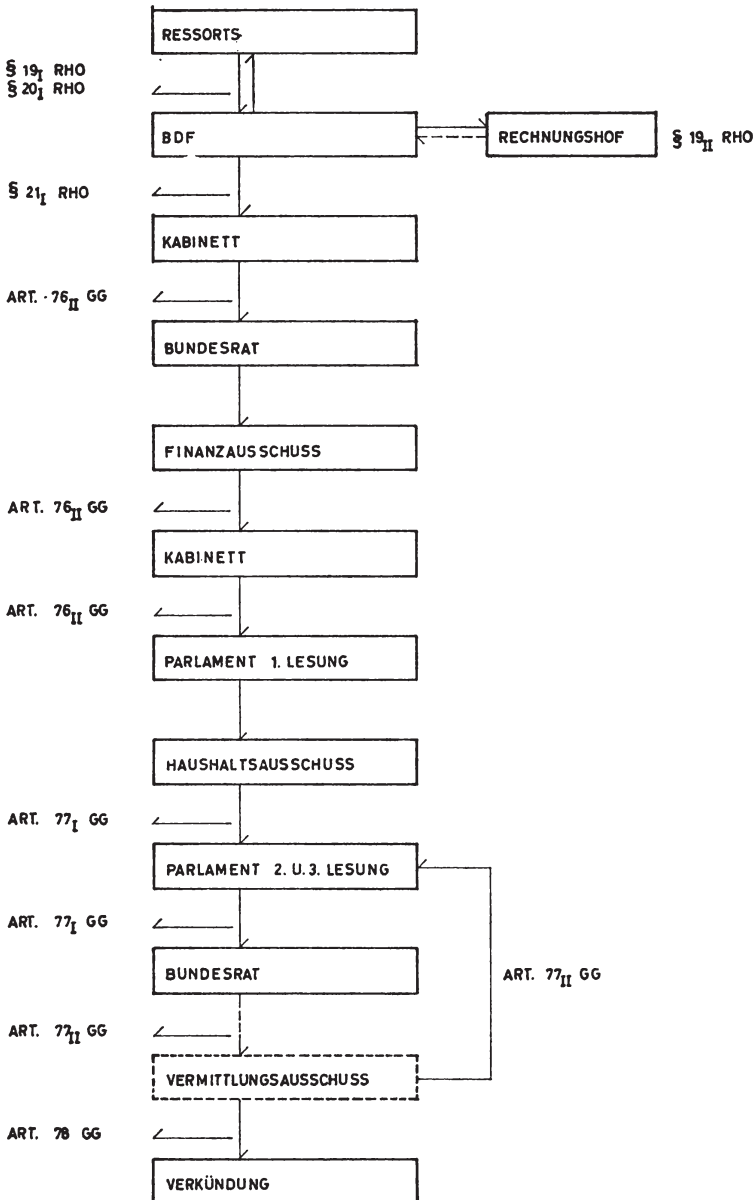 RESSORTS
§ 19I RHO
§ 20I RHO
BDF
RECHNUNGSHOF
§ 19II RHO
§ 21I RHO
KABINETT
ART. 76II GG
BUNDESRAT
FINANZAUSSCHUSS
ART. 76II GG
KABINETT
ART. 76II GG
PARLAMENT 1. LESUNG
HAUSHALTSAUSSCHUSS
ART. 77I GG
PARLAMENT 2. U. 3. LESUNG
ART. 77I GG
BUNDESRAT
ART. 77II GG
ART. 77II GG
VERMITTLUNGSAUSSCHUSS
ART. 78 GG
VERKÜNDUNG